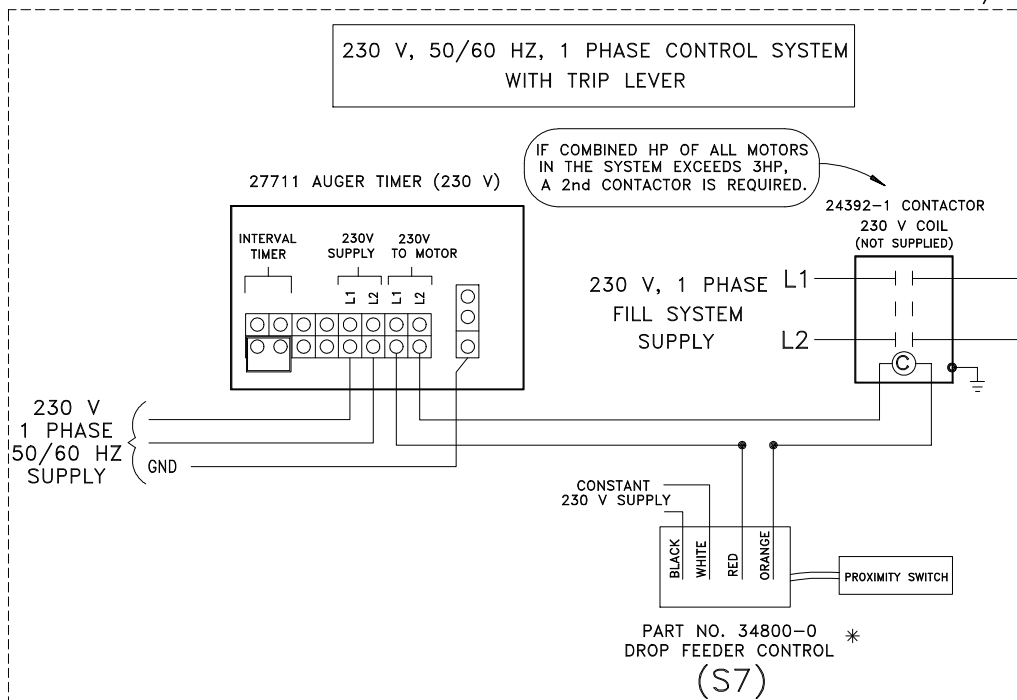 230 V, 50/60 HZ, 1 PHASE CONTROL SYSTEM
WITH TRIP LEVER
IF COMBINED HP OF ALL MOTORS
IN THE SYSTEM EXCEEDS 3HP,
A 2nd CONTACTOR IS REQUIRED.
27711 AUGER TIMER (230 V)
24392-1 CONTACTOR
230 V COIL
(NOT SUPPLIED)
INTERVAL
TIMER
230V
SUPPLY
230V
TO MOTOR
L1
L2
L1
L2
230 V, 1 PHASE
FILL SYSTEM
SUPPLY
L1
L2
C
230 V
1 PHASE
50/60 HZ
SUPPLY
GND
CONSTANT
230 V SUPPLY
BLACK
WHITE
RED
ORANGE
PROXIMITY SWITCH
PART NO. 34800-0 *
DROP FEEDER CONTROL
(S7)